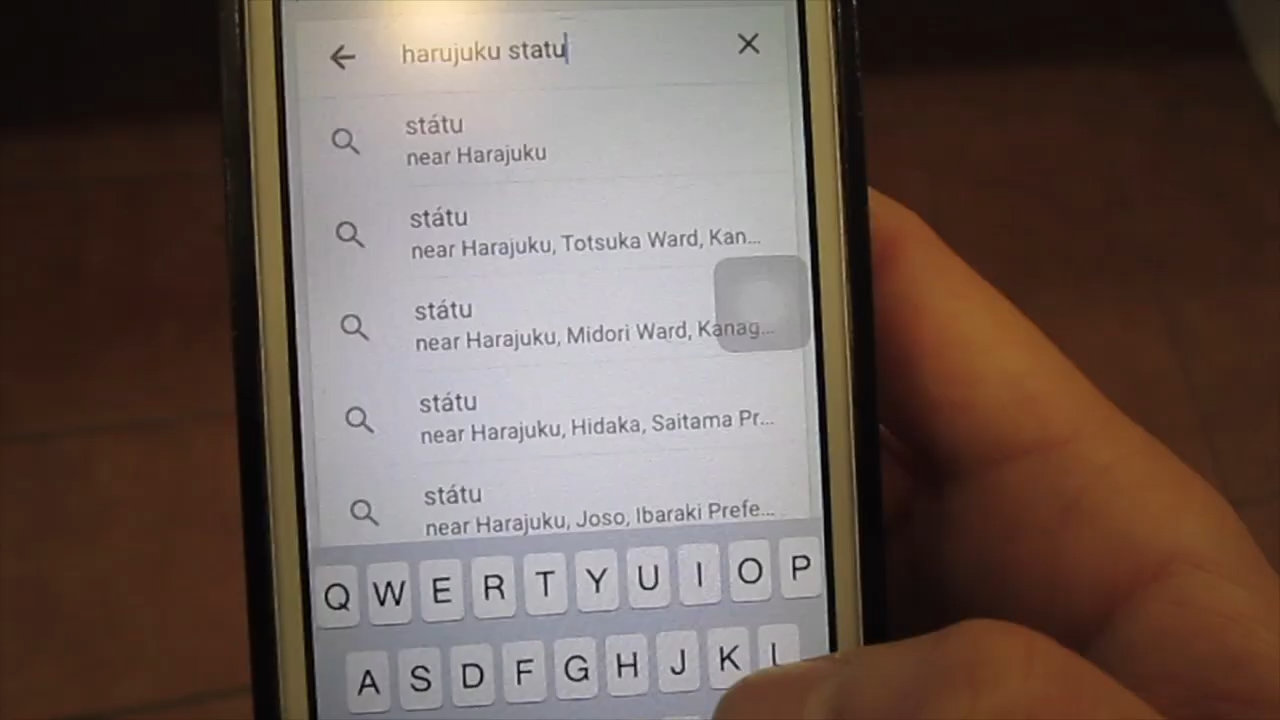 harujuku statu
státu
near Harajuku
státu
near Harajuku, Totsuka Ward, Kan...
státu
near Harajuku, Midori Ward, Kanag...
státu
near Harajuku, Hidaka, Saitama Pr...
státu
near Harajuku, Joso, Ibaraki Prefe...
Q W E R T Y U I O P
A S D F G H J K L